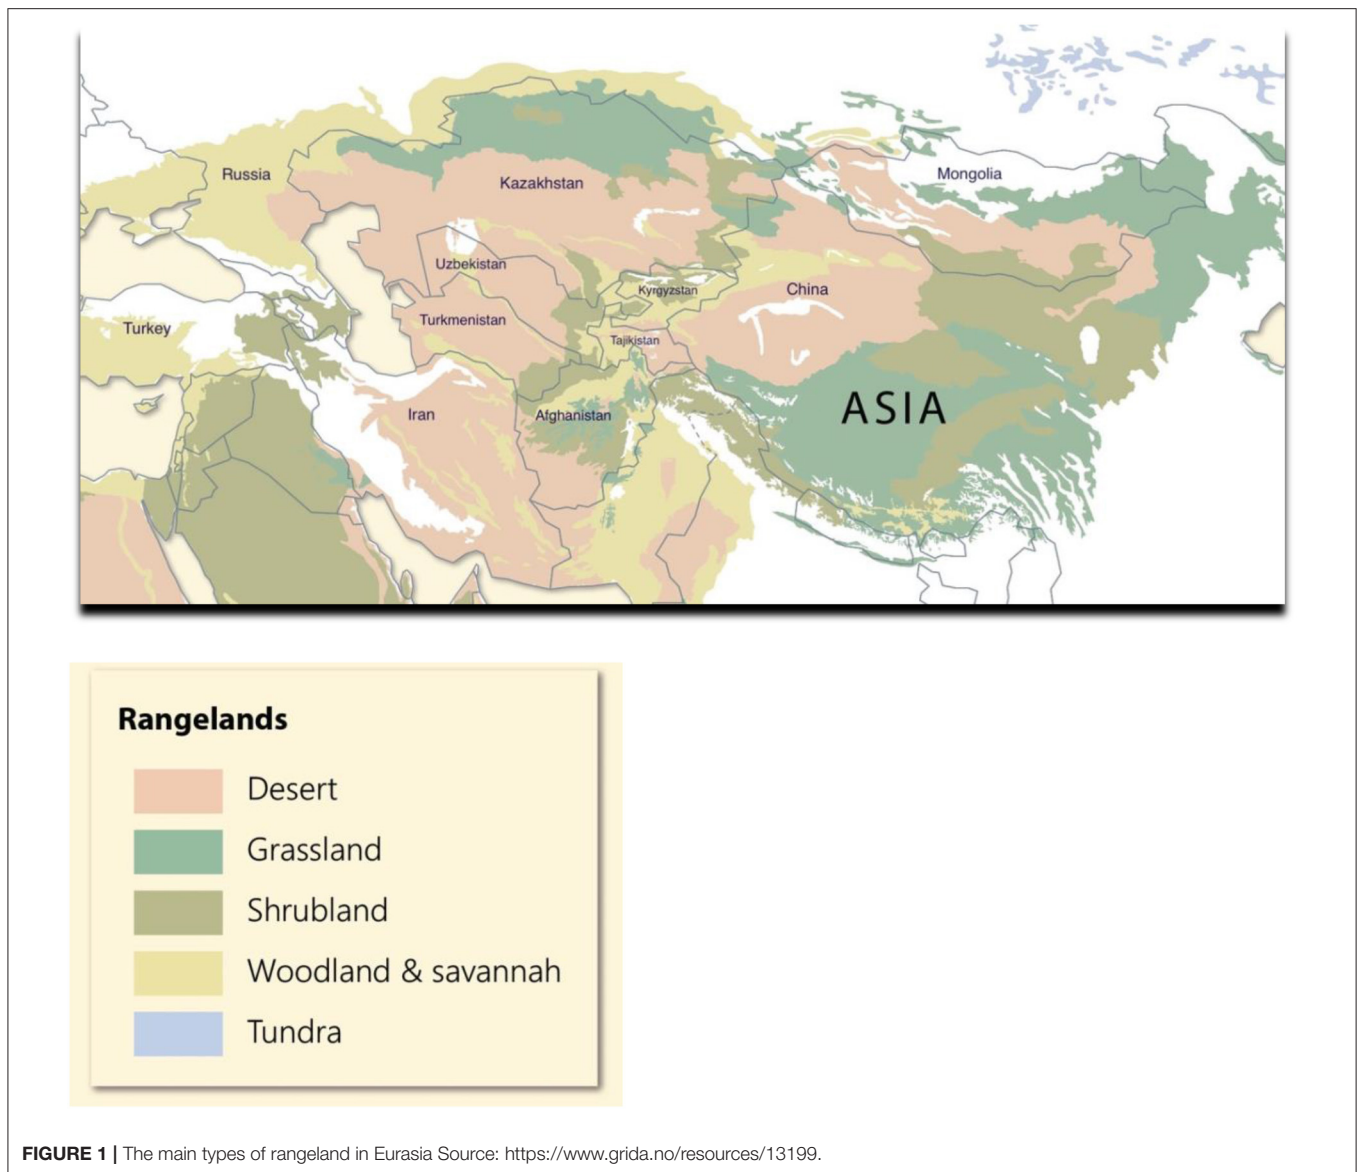 Russia
Kazakhstan
Mongolia
Uzbekistan
Kyrgyzstan
China
Turkey
Turkmenistan
Tajikistan
Iran
Afghanistan
ASIA
Rangelands
Desert
Grassland
Shrubland
Woodland & savannah
Tundra
FIGURE 1 | The main types of rangeland in Eurasia Source: https://www.grida.no/resources/13199.